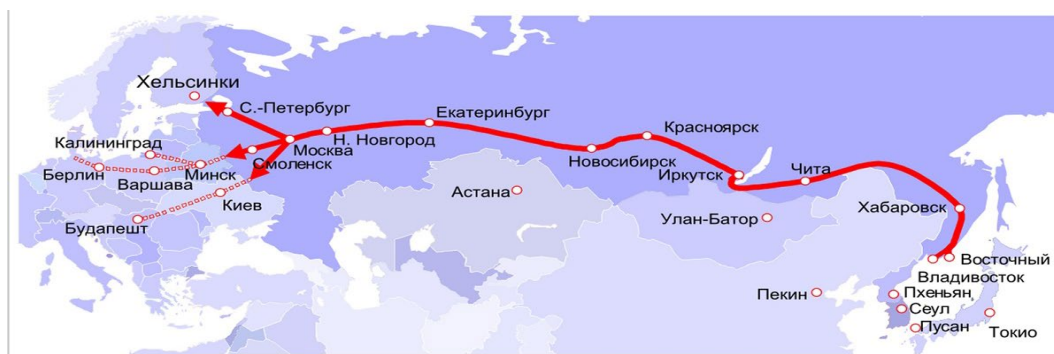 Хельсинки
С.-Петербург
Екатеринбург
Калининград
Н. Новгород
Москва
Красноярск
Смоленск
Новосибирск
Берлин
Варшава
Минск
Иркутск
Чита
Киев
Астана
Хабаровск
Улан-Батор
Будапешт
Восточный
Владивосток
Пекин
Пхеньян,
Сеул
Пусан
Токио